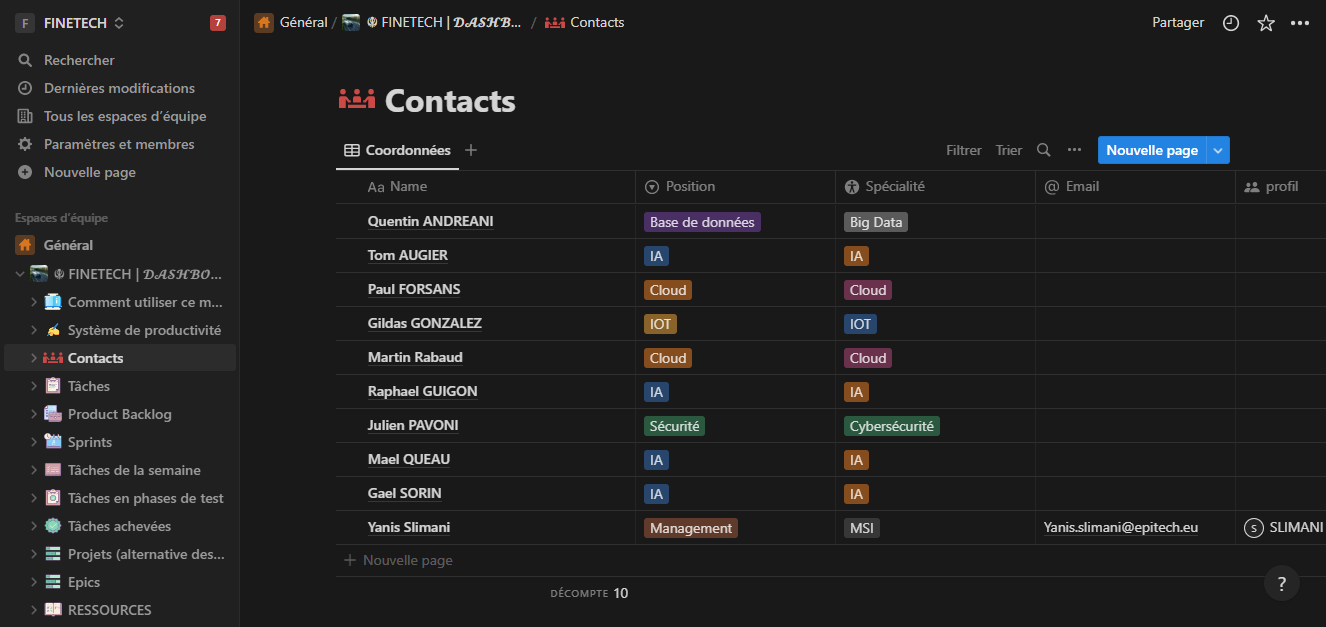 F FINETECH 7
Rechercher
Dernières modifications
Tous les espaces d'équipe
Paramètres et membres
Nouvelle page
Espaces d'équipe
Général
FINETECH | 𝓓𝓐𝓢𝓗𝓑𝓞...
Comment utiliser ce m...
Système de productivité
Contacts
Tâches
Product Backlog
Sprints
Tâches de la semaine
Tâches en phases de test
Tâches achevées
Projets (alternative des...
Epics
RESSOURCES
Général / FINETECH | 𝓓𝓐𝓢𝓗𝓑... / Contacts
Partager
Contacts
Coordonnées
Filtrer Trier Nouvelle page
Aa Name Position Spécialité @ Email profil
Quentin ANDREANI Base de données Big Data
Tom AUGIER IA IA
Paul FORSANS Cloud Cloud
Gildas GONZALEZ IOT IOT
Martin Rabaud Cloud Cloud
Raphael GUIGON IA IA
Julien PAVONI Sécurité Cybersécurité
Mael QUEAU IA IA
Gael SORIN IA IA
Yanis Slimani Management MSI Yanis.slimani@epitech.eu S SLIMANI
+ Nouvelle page
DÉCOMPTE 10
?